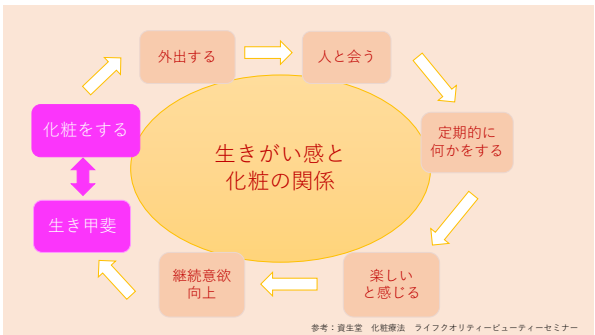 外出する
人と会う
定期的に
何かをする
楽しい
と感じる
継続意欲
向上
生き甲斐
化粧をする
生きがい感と
化粧の関係
参考：資生堂　化粧療法　ライフクオリティービューティーセミナー